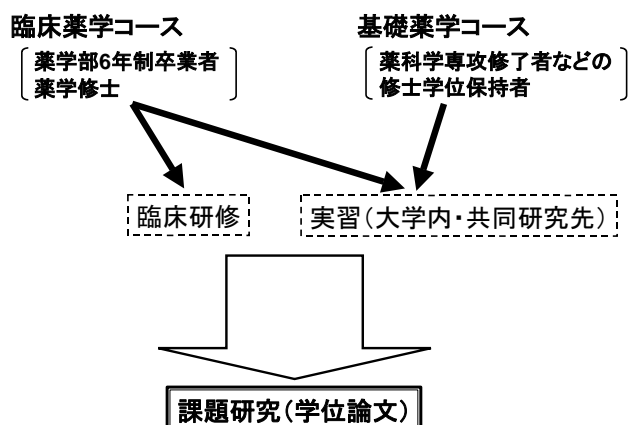 臨床薬学コース
薬学部6年制卒業者
薬学修士
基礎薬学コース
薬科学専攻修了者などの
修士学位保持者
臨床研修
実習（大学内・共同研究先）
課題研究（学位論文）